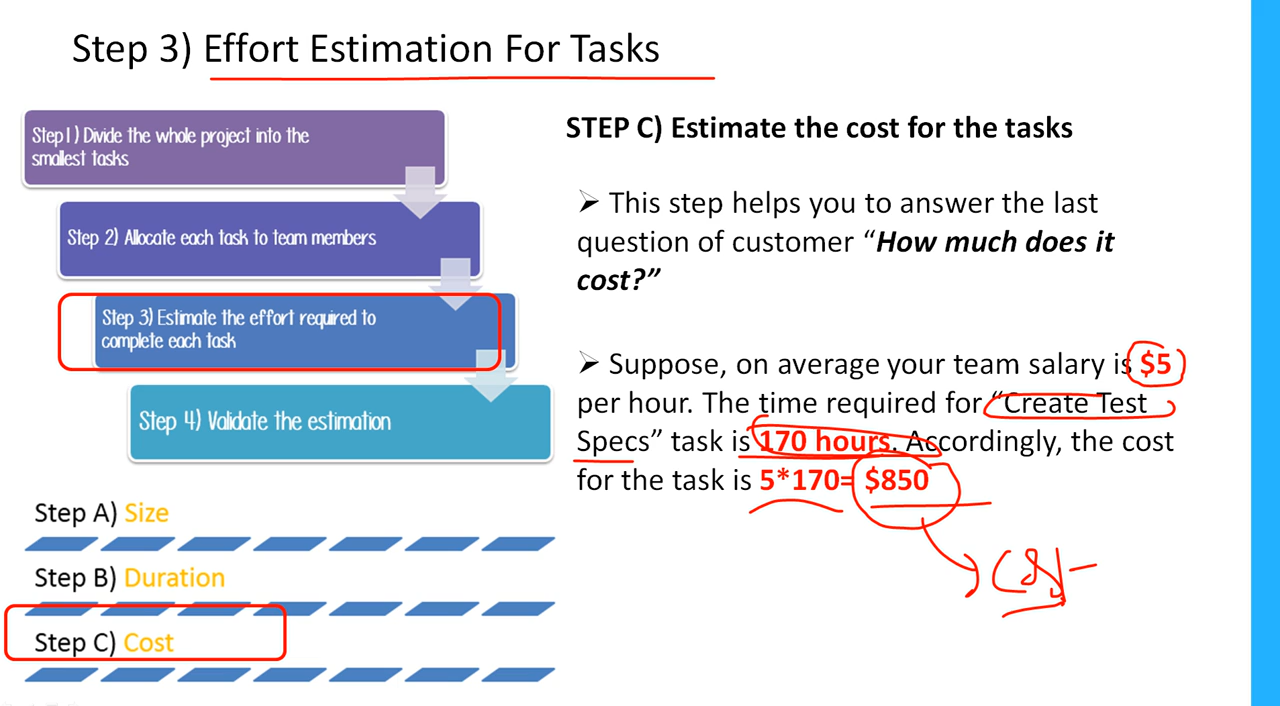 Step 3) Effort Estimation For Tasks
Step 1) Divide the whole project into the
smallest tasks
Step 2) Allocate each task to team members
Step 3) Estimate the effort required to
complete each task
Step 4) Validate the estimation
Step A) Size
Step B) Duration
Step C) Cost
STEP C) Estimate the cost for the tasks
➢ This step helps you to answer the last
question of customer “How much does it
cost?”
➢ Suppose, on average your team salary is $5
per hour. The time required for “Create Test
Specs” task is 170 hours. Accordingly, the cost
for the task is 5*170= $850